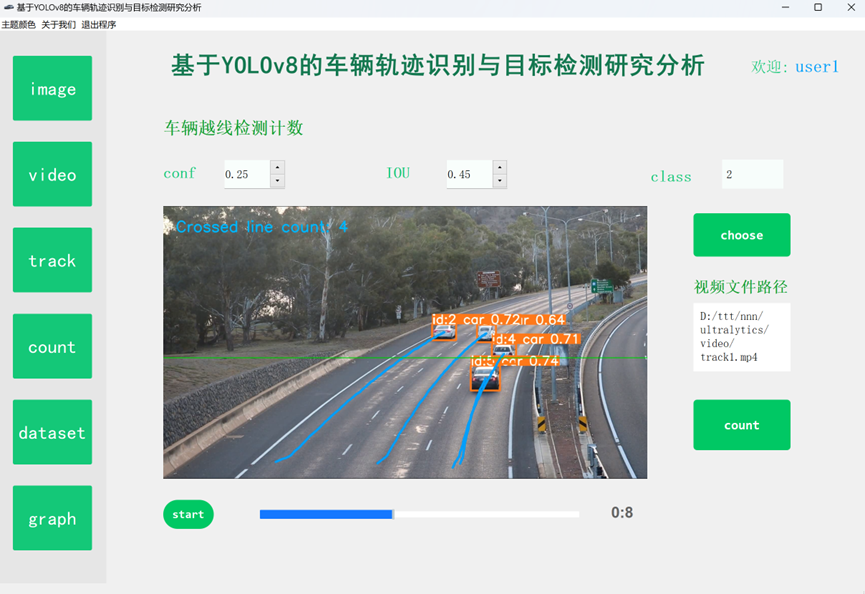 基于YOLOv8的车辆轨迹识别与目标检测研究分析
主题颜色 关于我们 退出程序
基于YOLOv8的车辆轨迹识别与目标检测研究分析
欢迎: user1
image
video
track
count
dataset
graph
车辆越线检测计数
conf 0.25 IOU 0.45 class 2
Crossed line count: 4
id:2 car 0.72
0.64
id:4 car 0.71
car 0.74
choose
视频文件路径
D:/ttt/nnn/
ultralytics/
video/
track1.mp4
count
start
0:8